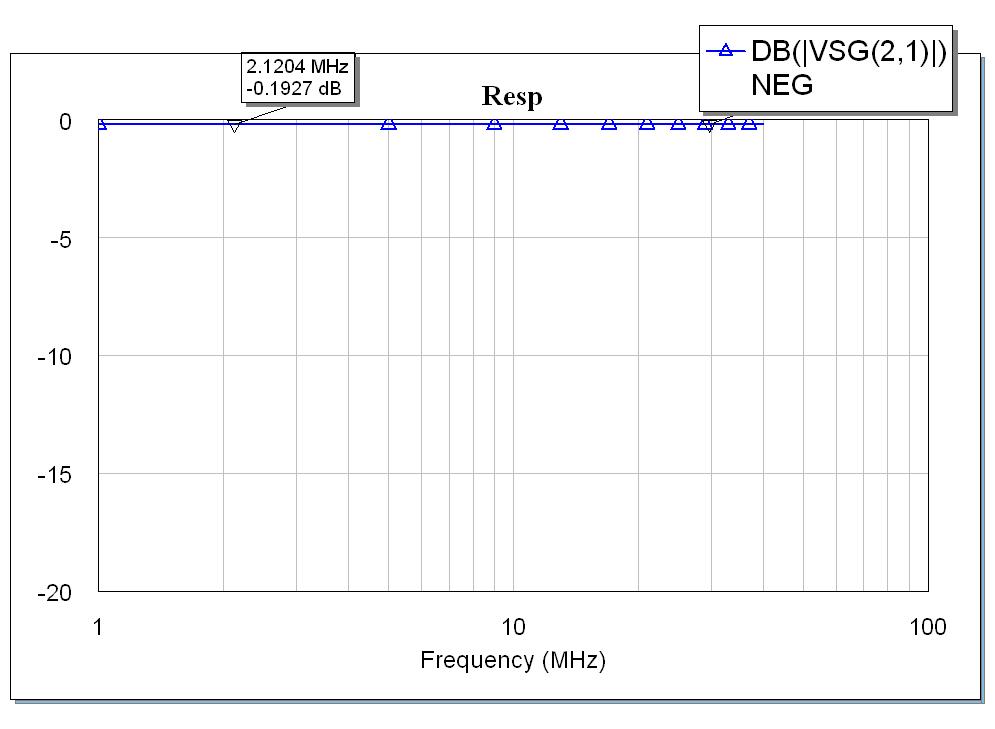 DB(|VSG(2,1)|)
NEG
2.1204 MHz
-0.1927 dB
Resp
0
-5
-10
-15
-20
1
10
100
Frequency (MHz)